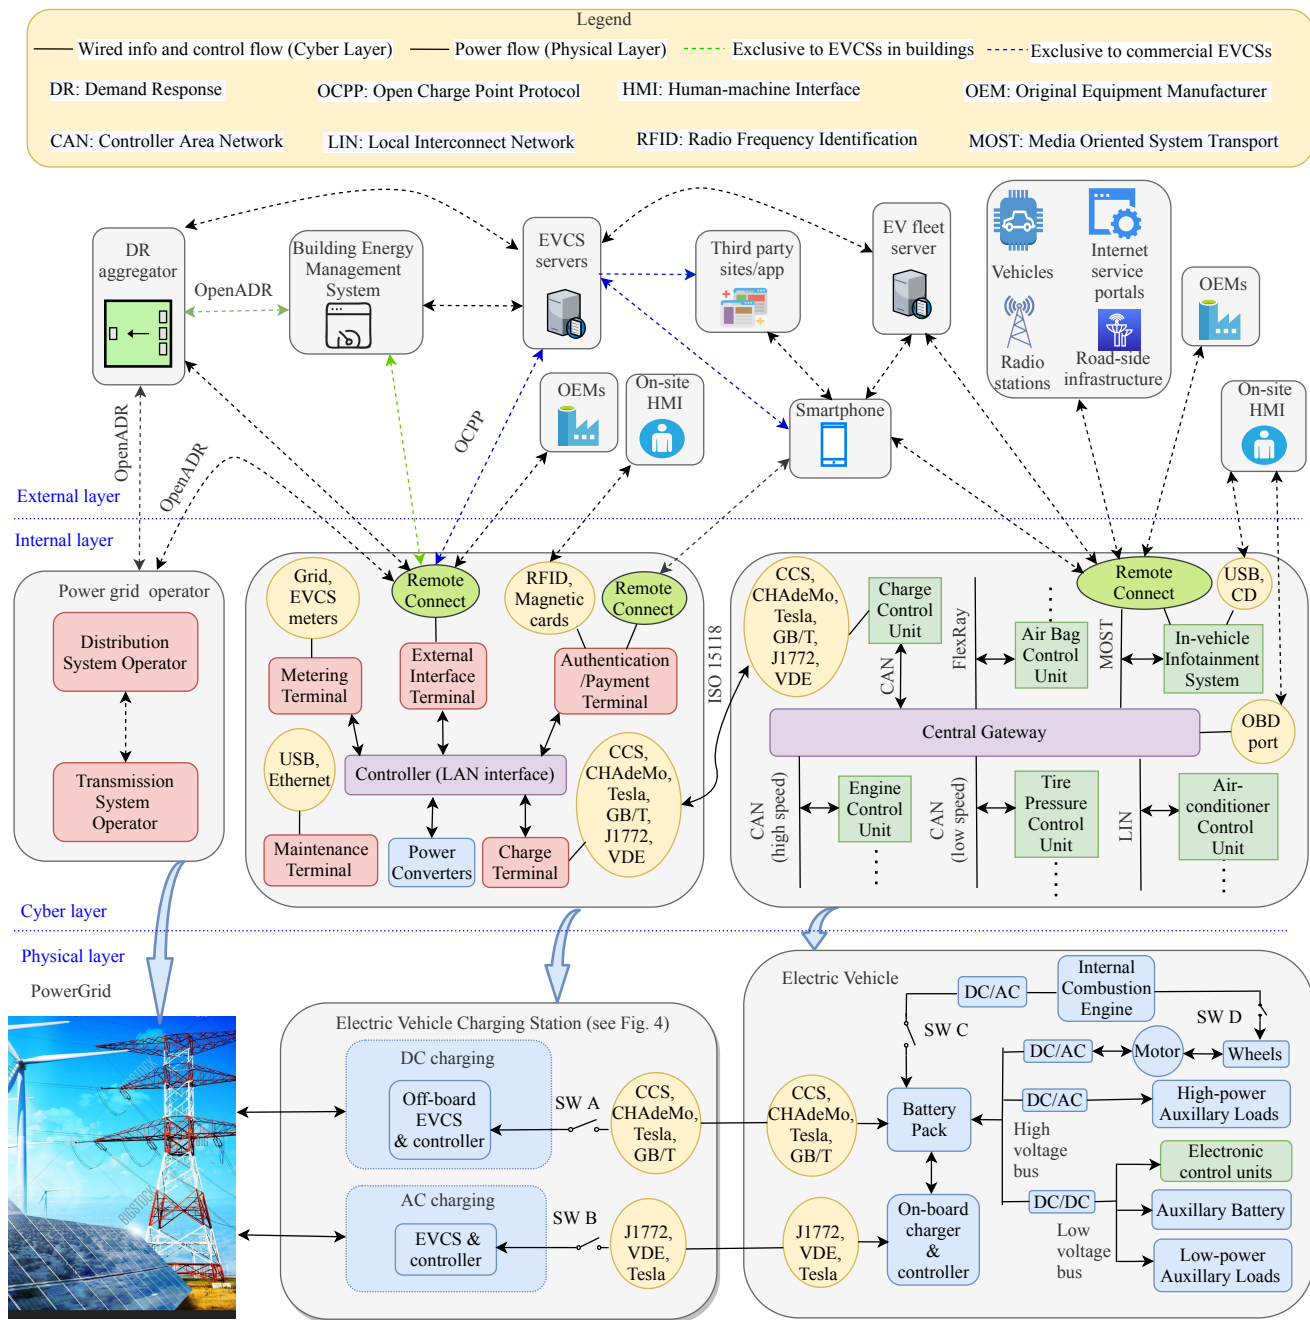 Legend
Wired info and control flow (Cyber Layer)
Power flow (Physical Layer)
Exclusive to EVCSs in buildings
Exclusive to commercial EVCSs
DR: Demand Response
OCPP: Open Charge Point Protocol
HMI: Human-machine Interface
OEM: Original Equipment Manufacturer
CAN: Controller Area Network
LIN: Local Interconnect Network
RFID: Radio Frequency Identification
MOST: Media Oriented System Transport
DR
aggregator
OpenADR
Building Energy
Management
System
EVCS
servers
Third party
sites/app
EV fleet
server
Vehicles
Internet
service
portals
Radio
stations
Road-side
infrastructure
OEMs
On-site
HMI
OEMs
On-site
HMI
Smartphone
OpenADR
OpenADR
OCPP
External layer
Internal layer
Power grid operator
Distribution
System Operator
Transmission
System
Operator
Grid,
EVCS
meters
Remote
Connect
RFID,
Magnetic
cards
Remote
Connect
Metering
Terminal
External
Interface
Terminal
Authentication
/Payment
Terminal
USB,
Ethernet
Controller (LAN interface)
CCS,
CHAdeMo,
Tesla,
GB/T,
J1772,
VDE
Maintenance
Terminal
Power
Converters
Charge
Terminal
ISO 15118
CCS,
CHAdeMo,
Tesla,
GB/T,
J1772,
VDE
Charge
Control
Unit
CAN
FlexRay
Air Bag
Control
Unit
MOST
Remote
Connect
USB,
CD
In-vehicle
Infotainment
System
Central Gateway
OBD
port
CAN
(high speed)
Engine
Control
Unit
CAN
(low speed)
Tire
Pressure
Control
Unit
LIN
Air-
conditioner
Control
Unit
Cyber layer
Physical layer
PowerGrid
BIGSTOCK
BIGSTOCK
Electric Vehicle Charging Station (see Fig. 4)
DC charging
Off-board
EVCS
& controller
SW A
CCS,
CHAdeMo,
Tesla,
GB/T
AC charging
EVCS &
controller
SW B
J1772,
VDE,
Tesla
Electric Vehicle
CCS,
CHAdeMo,
Tesla,
GB/T
J1772,
VDE,
Tesla
Battery
Pack
On-board
charger
&
controller
SW C
DC/AC
Internal
Combustion
Engine
SW D
DC/AC
Motor
Wheels
DC/AC
High-power
Auxillary Loads
High
voltage
bus
Electronic
control units
DC/DC
Auxillary Battery
Low
voltage
bus
Low-power
Auxillary Loads